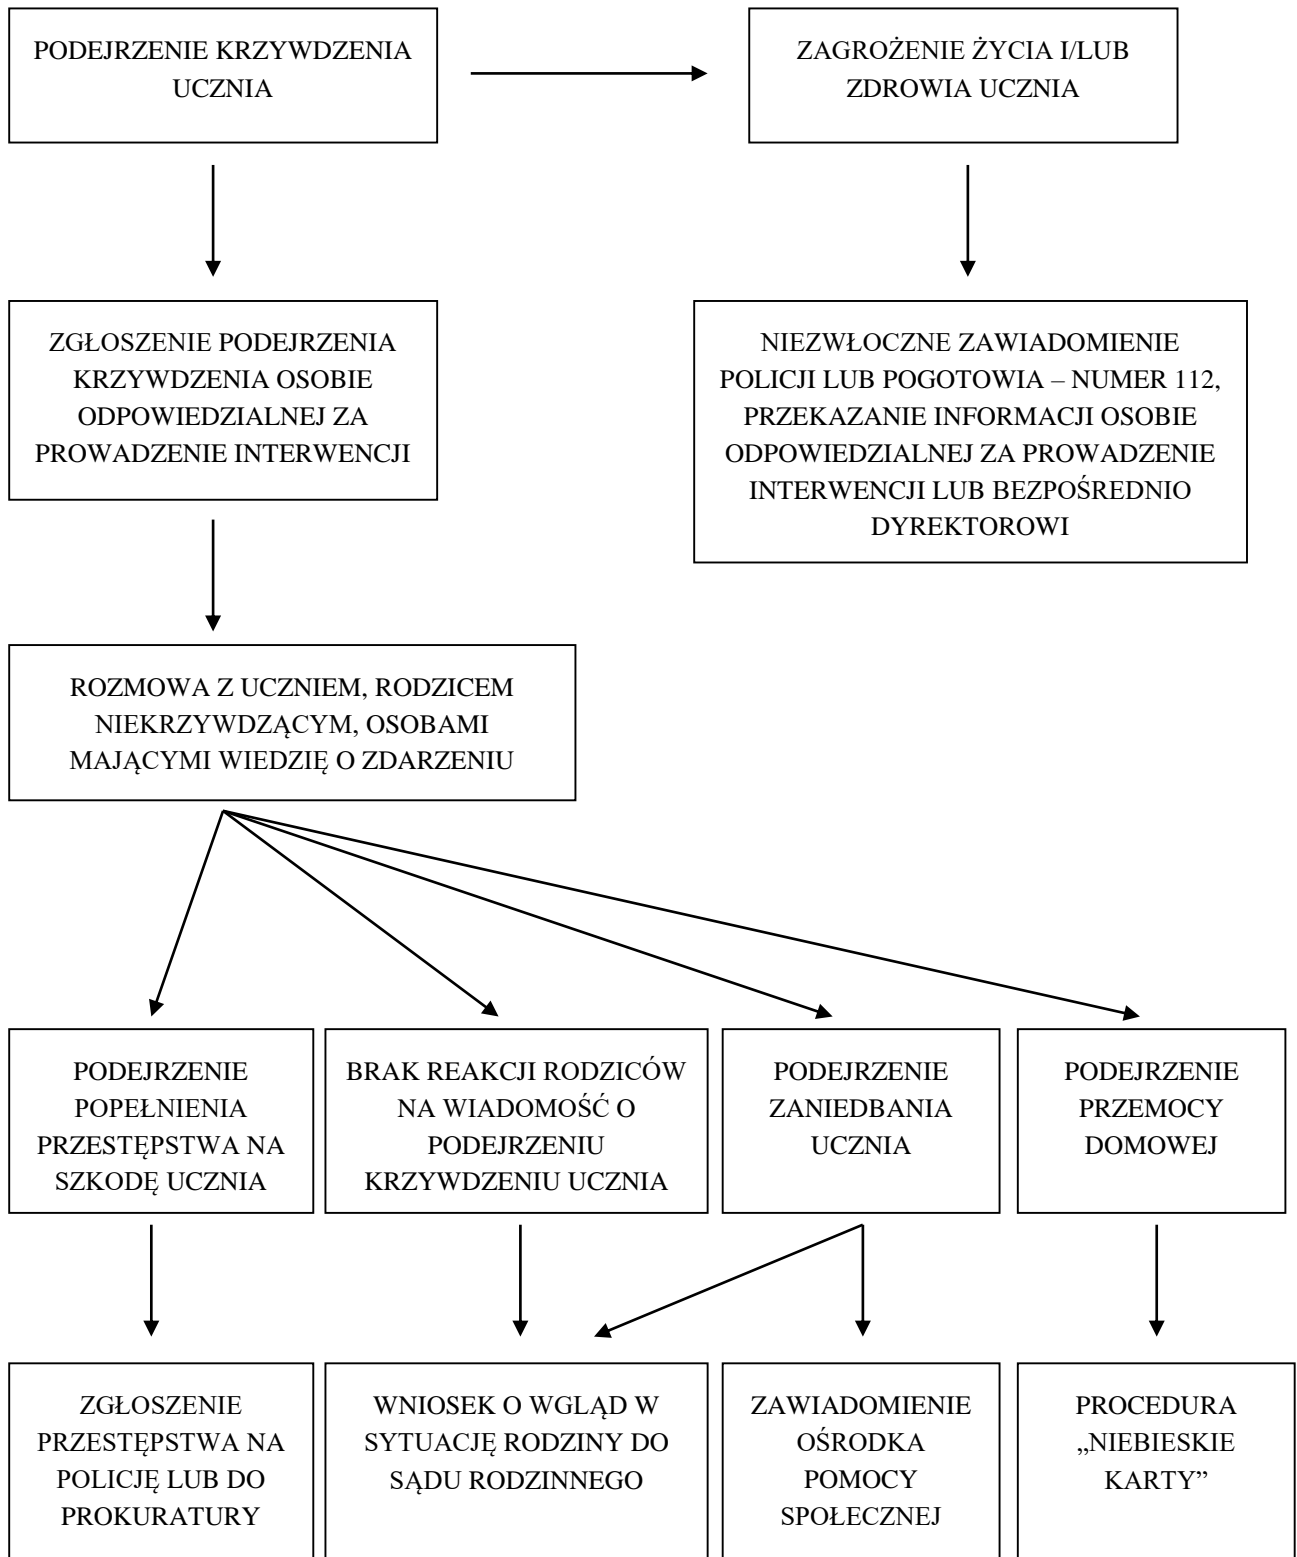 PODEJRZENIE KRZYWDZENIA
UCZNIA
ZAGROŻENIE ŻYCIA I/LUB
ZDROWIA UCZNIA
ZGŁOSZENIE PODEJRZENIA
KRZYWDZENIA OSOBIE
ODPOWIEDZIALNEJ ZA
PROWADZENIE INTERWENCJI
NIEZWŁOCZNE ZAWIADOMIENIE
POLICJI LUB POGOTOWIA – NUMER 112,
PRZEKAZANIE INFORMACJI OSOBIE
ODPOWIEDZIALNEJ ZA PROWADZENIE
INTERWENCJI LUB BEZPOŚREDNIO
DYREKTOROWI
ROZMOWA Z UCZNIEM, RODZICEM
NIEKRZYWDZĄCYM, OSOBAMI
MAJĄCYMI WIEDZIĘ O ZDARZENIU
PODEJRZENIE
POPEŁNIENIA
PRZESTĘPSTWA NA
SZKODĘ UCZNIA
BRAK REAKCJI RODZICÓW
NA WIADOMOŚĆ O
PODEJRZENIU
KRZYWDZENIU UCZNIA
PODEJRZENIE
ZANIEDBANIA
UCZNIA
PODEJRZENIE
PRZEMOCY
DOMOWEJ
ZGŁOSZENIE
PRZESTĘPSTWA NA
POLICJĘ LUB DO
PROKURATURY
WNIOSEK O WGLĄD W
SYTUACJĘ RODZINY DO
SĄDU RODZINNEGO
ZAWIADOMIENIE
OŚRODKA
POMOCY
SPOŁECZNEJ
PROCEDURA
„NIEBIESKIE
KARTY”